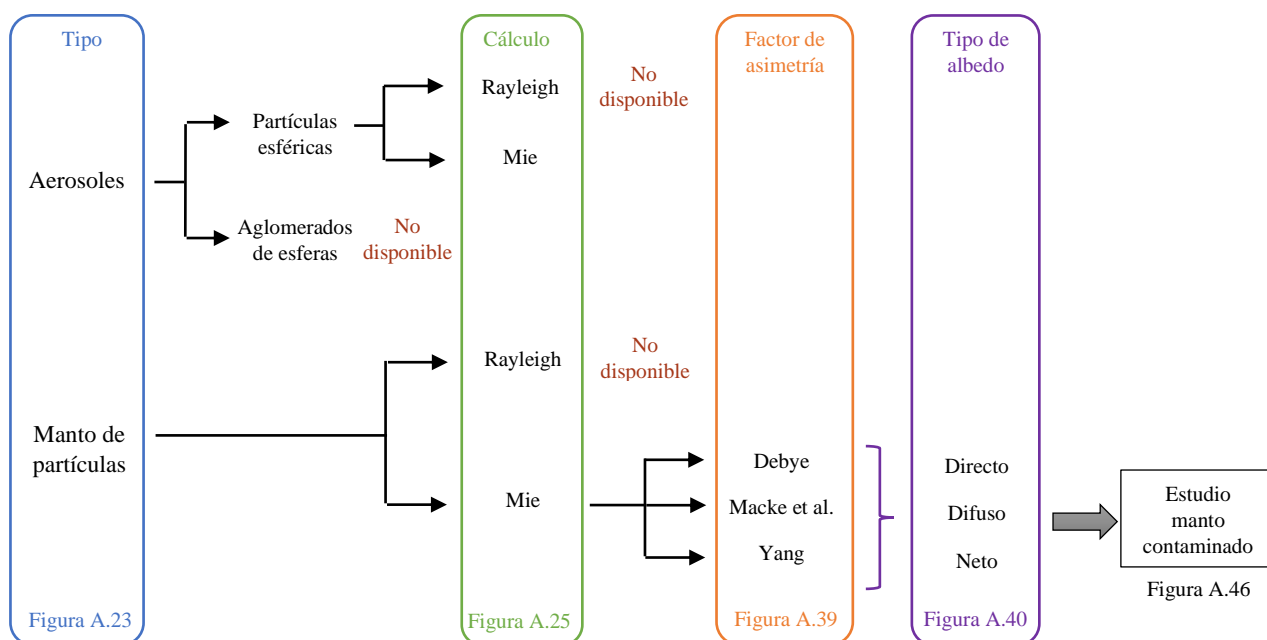 Tipo
Cálculo
Factor de
asimetría
Tipo de
albedo
Rayleigh
No
disponible
Partículas
esféricas
Mie
Aerosoles
Aglomerados
de esferas
No
disponible
Rayleigh
No
disponible
Manto de
partículas
Mie
Debye
Macke et al.
Yang
Directo
Difuso
Neto
Estudio
manto
contaminado
Figura A.46
Figura A.23
Figura A.25
Figura A.39
Figura A.40